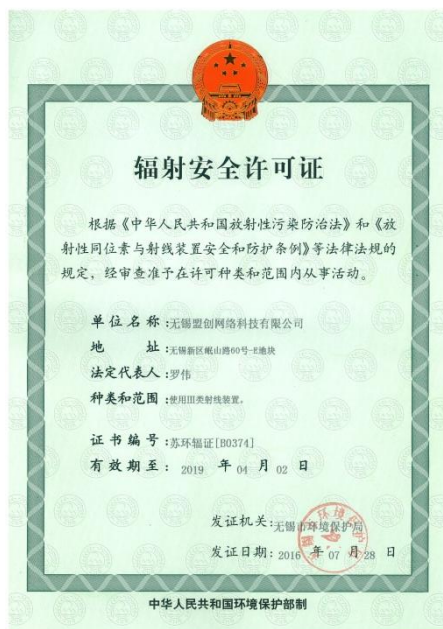 辐射安全许可证
根据《中华人民共和国放射性污染防治法》和《放
射性同位素与射线装置安全和防护条例》等法律法规的
规定，经审查准予在许可种类和范围内从事活动。
单位名称:无锡盟创网络科技有限公司
地 址:无锡新区岷山路60号-E地块
法定代表人:罗伟
种类和范围:使用III类射线装置。
证书编号:苏环辐证[B0374]
有效期至: 2019 年 04 月 02 日
发证机关:无锡市环境保护局
发证日期: 2016 年 07 月 28 日
中华人民共和国环境保护部制